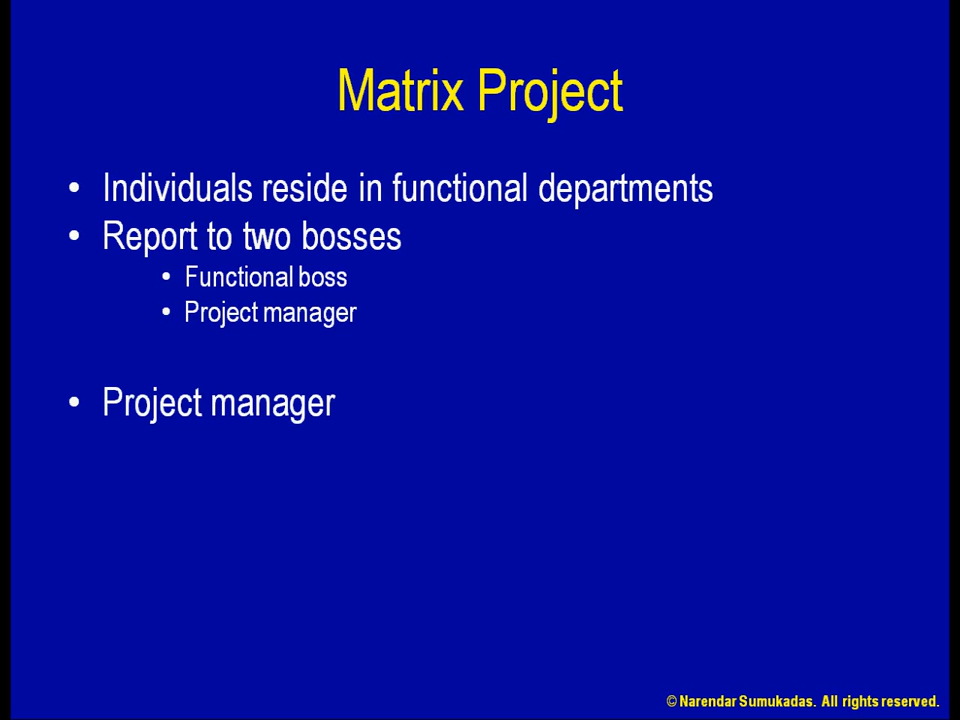 Matrix Project
• Individuals reside in functional departments
• Report to two bosses
• Functional boss
• Project manager
• Project manager
© Narendar Sumukadas. All rights reserved.